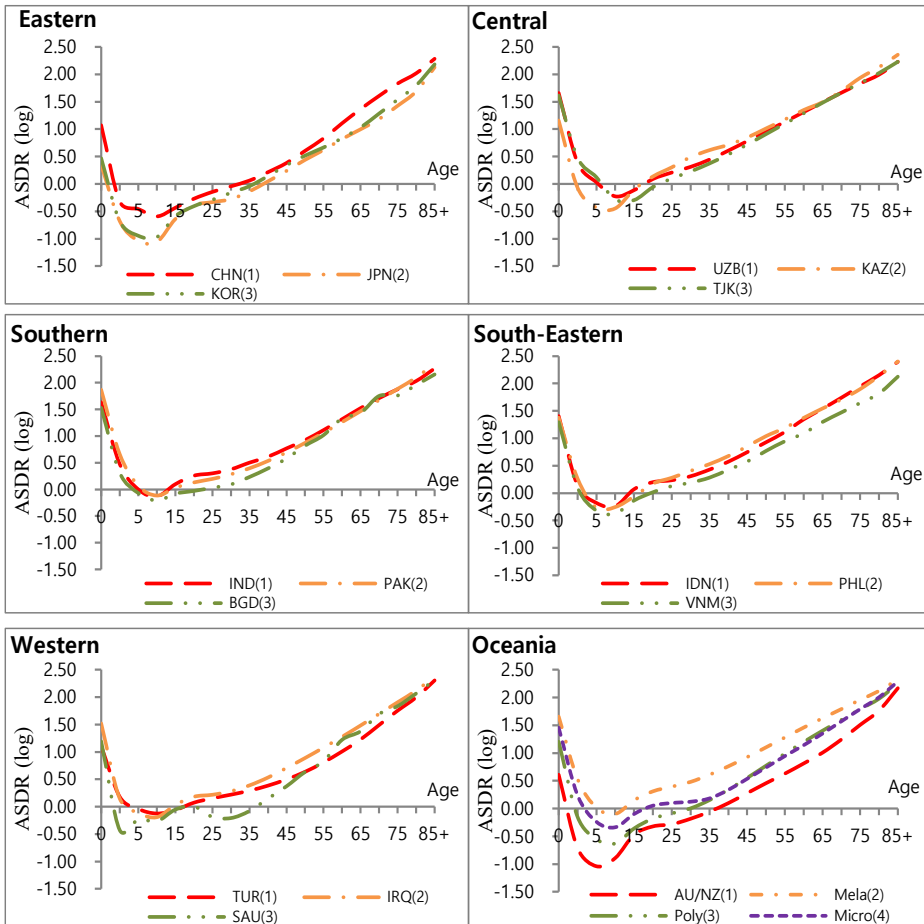 Eastern
2.50
2.00
1.50
1.00
0.50
0.00
-0.50
-1.00
-1.50
ASDR (log)
Age
0 5 15 25 35 45 55 65 75 85+
CHN(1) JPN(2)
KOR(3)
Central
2.50
2.00
1.50
1.00
0.50
0.00
-0.50
-1.00
-1.50
ASDR (log)
Age
0 5 15 25 35 45 55 65 75 85+
UZB(1) KAZ(2)
TJK(3)
Southern
2.50
2.00
1.50
1.00
0.50
0.00
-0.50
-1.00
-1.50
ASDR (log)
Age
0 5 15 25 35 45 55 65 75 85+
IND(1) PAK(2)
BGD(3)
South-Eastern
2.50
2.00
1.50
1.00
0.50
0.00
-0.50
-1.00
-1.50
ASDR (log)
Age
0 5 15 25 35 45 55 65 75 85+
IDN(1) PHL(2)
VNM(3)
Western
2.50
2.00
1.50
1.00
0.50
0.00
-0.50
-1.00
-1.50
ASDR (log)
Age
0 5 15 25 35 45 55 65 75 85+
TUR(1) IRQ(2)
SAU(3)
Oceania
2.50
2.00
1.50
1.00
0.50
0.00
-0.50
-1.00
-1.50
ASDR (log)
Age
0 5 15 25 35 45 55 65 75 85+
AU/NZ(1) Mela(2)
Poly(3) Micro(4)